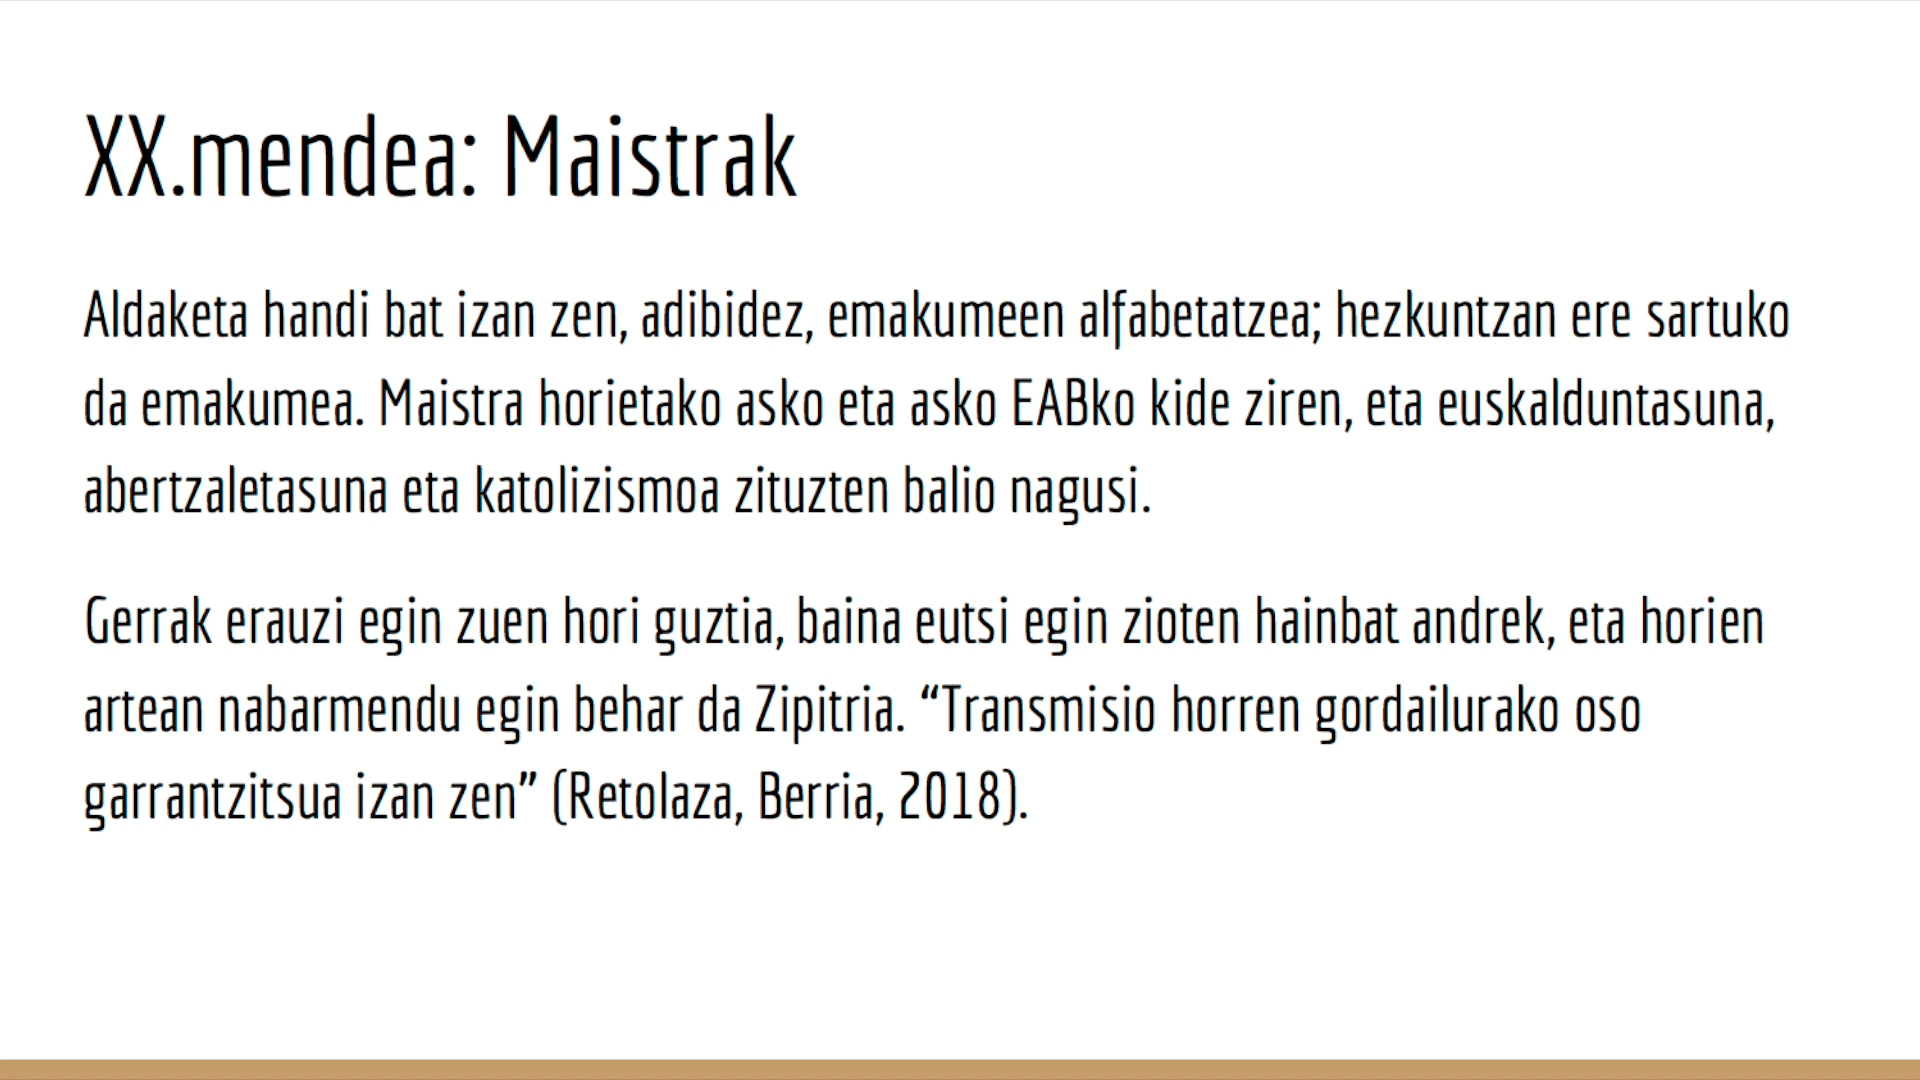 XX.mendea: Maistrak
Aldaketa handi bat izan zen, adibidez, emakumeen alfabetatzea; hezkuntzan ere sartuko
da emakumea. Maistra horietako asko eta asko EABko kide ziren, eta euskalduntasuna,
abertzaletasuna eta katolizismoa zituzten balio nagusi.
Gerrak erauzi egin zuen hori guztia, baina eutsi egin zioten hainbat andrek, eta horien
artean nabarmendu egin behar da Zipitria. “Transmisio horren gordailurako oso
garrantzitsua izan zen” (Retolaza, Berria, 2018).